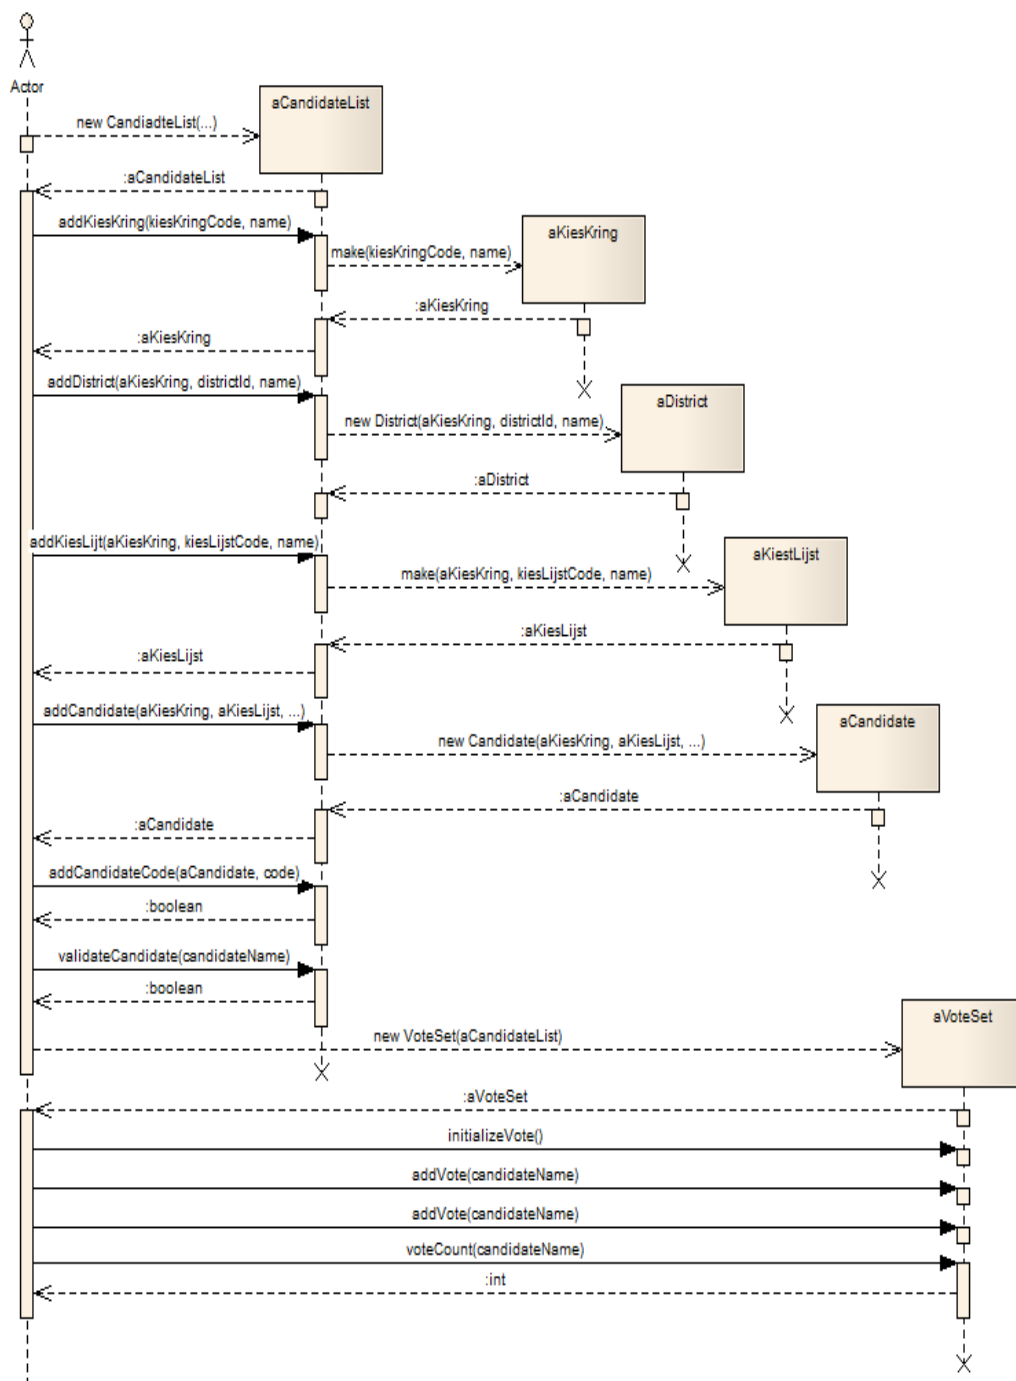 Actor
aCandidateList
new CandiadteList(...)
:aCandidateList
addKiesKring(kiesKringCode, name)
aKiesKring
make(kiesKringCode, name)
:aKiesKring
:aKiesKring
addDistrict(aKiesKring, districtId, name)
aDistrict
new District(aKiesKring, districtId, name)
:aDistrict
addKiesLijt(aKiesKring, kiesLijstCode, name)
aKiestLijst
make(aKiesKring, kiesLijstCode, name)
:aKiesLijst
:aKiesLijst
addCandidate(aKiesKring, aKiesLijst, ...)
aCandidate
new Candidate(aKiesKring, aKiesLijst, ...)
:aCandidate
:aCandidate
addCandidateCode(aCandidate, code)
:boolean
validateCandidate(candidateName)
:boolean
aVoteSet
new VoteSet(aCandidateList)
:aVoteSet
initializeVote()
addVote(candidateName)
addVote(candidateName)
voteCount(candidateName)
:int